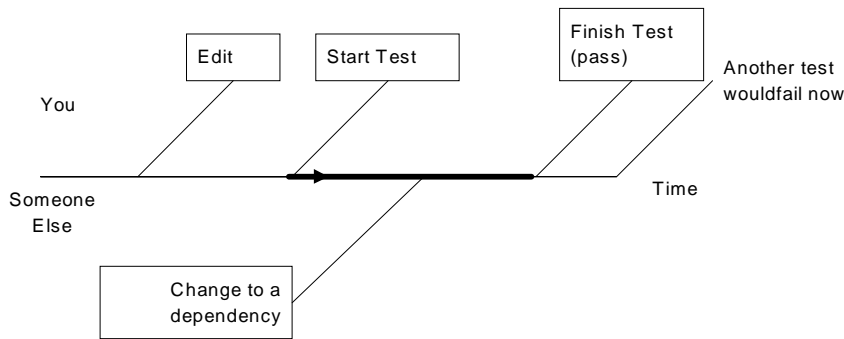 Edit
Start Test
Finish Test
(pass)
Another test
wouldfail now
You
Someone
Else
Time
Change to a
dependency